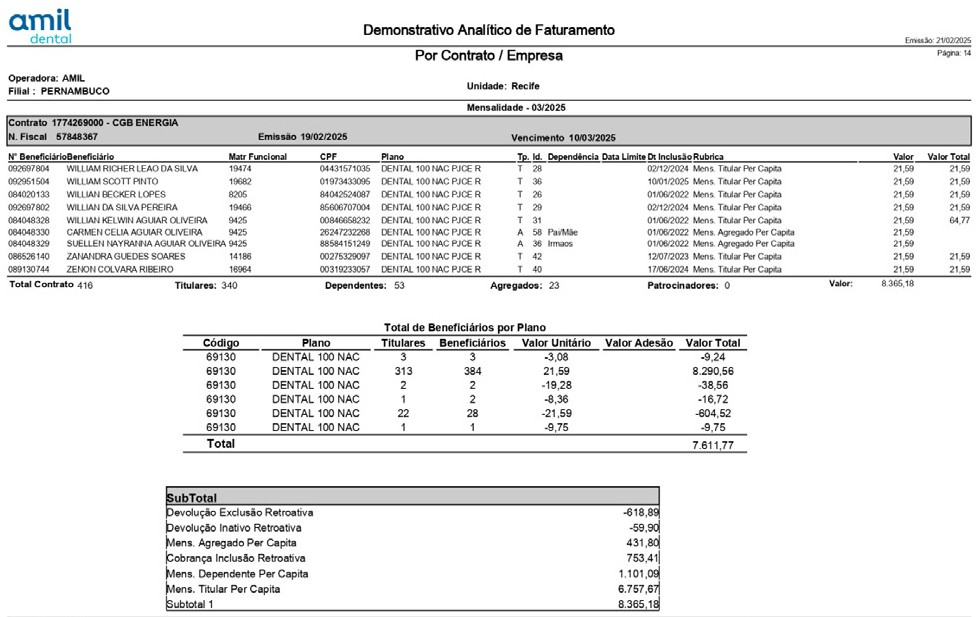 amil
dental
Demonstrativo Analítico de Faturamento
Emissão: 21/02/2025
Por Contrato / Empresa
Página: 14
Operadora: AMIL
Filial : PERNAMBUCO
Unidade: Recife
Mensalidade - 03/2025
Contrato 1774269000 - CGB ENERGIA
N. Fiscal 57848367 Emissão 19/02/2025 Vencimento 10/03/2025
N° Beneficiário Beneficiário Matr Funcional CPF Plano Tp. Id. Dependência Data Limite Dt Inclusão Rubrica Valor Valor Total
092697804 WILLIAM RICHER LEAO DA SILVA 19474 04431571035 DENTAL 100 NAC PJCE R T 28 02/12/2024 Mens. Titular Per Capita 21,59 21,59
092951504 WILLIAM SCOTT PINTO 19682 01973433095 DENTAL 100 NAC PJCE R T 36 10/01/2025 Mens. Titular Per Capita 21,59 21,59
084020133 WILLIAN BECKER LOPES 8205 84042524087 DENTAL 100 NAC PJCE R T 26 01/06/2022 Mens. Titular Per Capita 21,59 21,59
092697802 WILLIAN DA SILVA PEREIRA 19466 85606707004 DENTAL 100 NAC PJCE R T 29 02/12/2024 Mens. Titular Per Capita 21,59 21,59
084048328 WILLIAN KELWIN AGUIAR OLIVEIRA 9425 00846658232 DENTAL 100 NAC PJCE R T 31 01/06/2022 Mens. Titular Per Capita 21,59 64,77
084048330 CARMEN CELIA AGUIAR OLIVEIRA 9425 26247232268 DENTAL 100 NAC PJCE R A 58 Pai/Mãe 01/06/2022 Mens. Agregado Per Capita 21,59
084048329 SUELLEN NAYRANNA AGUIAR OLIVEIRA 9425 88584151249 DENTAL 100 NAC PJCE R A 36 Irmaos 01/06/2022 Mens. Agregado Per Capita 21,59
086526140 ZANANDRA GUEDES SOARES 14186 00275329097 DENTAL 100 NAC PJCE R T 42 12/07/2023 Mens. Titular Per Capita 21,59 21,59
089130744 ZENON COLVARA RIBEIRO 16964 00319233057 DENTAL 100 NAC PJCE R T 40 17/06/2024 Mens. Titular Per Capita 21,59 21,59
Total Contrato 416 Titulares: 340 Dependentes: 53 Agregados: 23 Patrocinadores: 0 Valor: 8.365,18
Total de Beneficiários por Plano
Código Plano Titulares Beneficiários Valor Unitário Valor Adesão Valor Total
69130 DENTAL 100 NAC 3 3 -3,08 -9,24
69130 DENTAL 100 NAC 313 384 21,59 8.290,56
69130 DENTAL 100 NAC 2 2 -19,28 -38,56
69130 DENTAL 100 NAC 1 2 -8,36 -16,72
69130 DENTAL 100 NAC 22 28 -21,59 -604,52
69130 DENTAL 100 NAC 1 1 -9,75 -9,75
Total 7.611,77
SubTotal
Devolução Exclusão Retroativa -618,89
Devolução Inativo Retroativa -59,90
Mens. Agregado Per Capita 431,80
Cobrança Inclusão Retroativa 753,41
Mens. Dependente Per Capita 1.101,09
Mens. Titular Per Capita 6.757,67
Subtotal 1 8.365,18